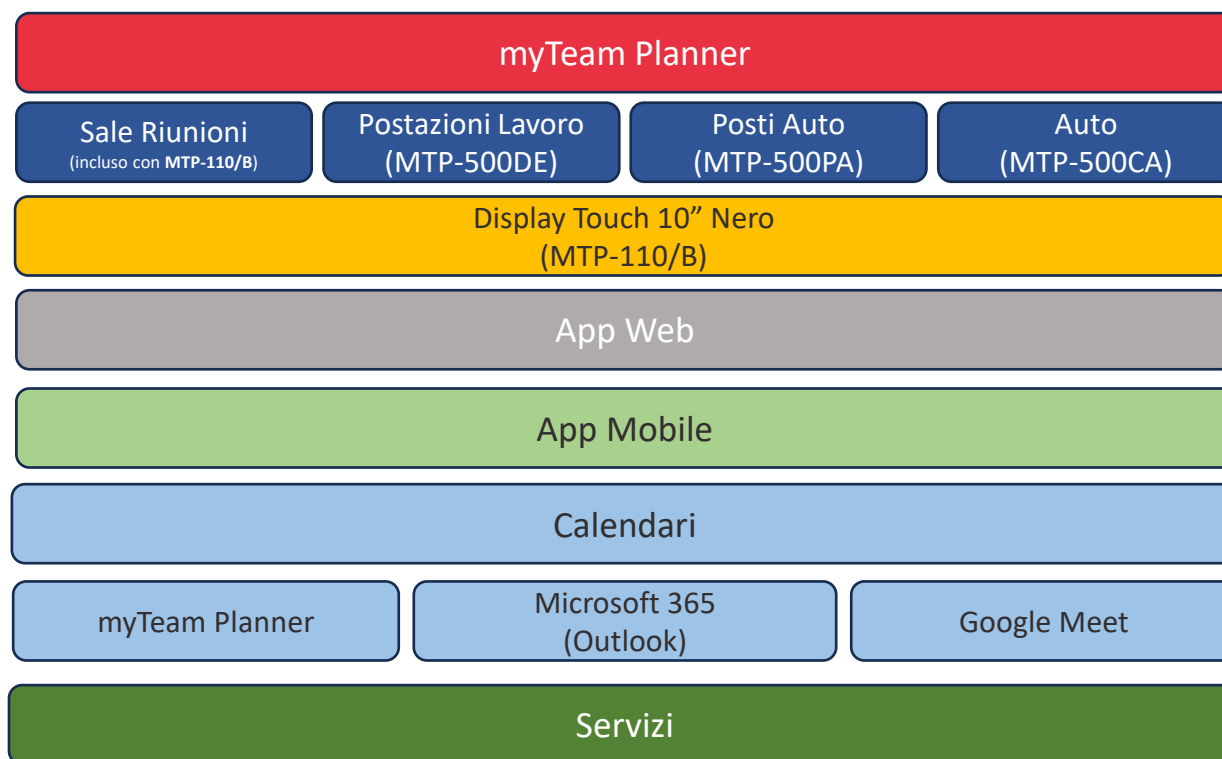 myTeam Planner
Sale Riunioni
(incluso con MTP-110/B)
Postazioni Lavoro
(MTP-500DE)
Posti Auto
(MTP-500PA)
Auto
(MTP-500CA)
Display Touch 10” Nero
(MTP-110/B)
App Web
App Mobile
Calendari
myTeam Planner
Microsoft 365
(Outlook)
Google Meet
Servizi